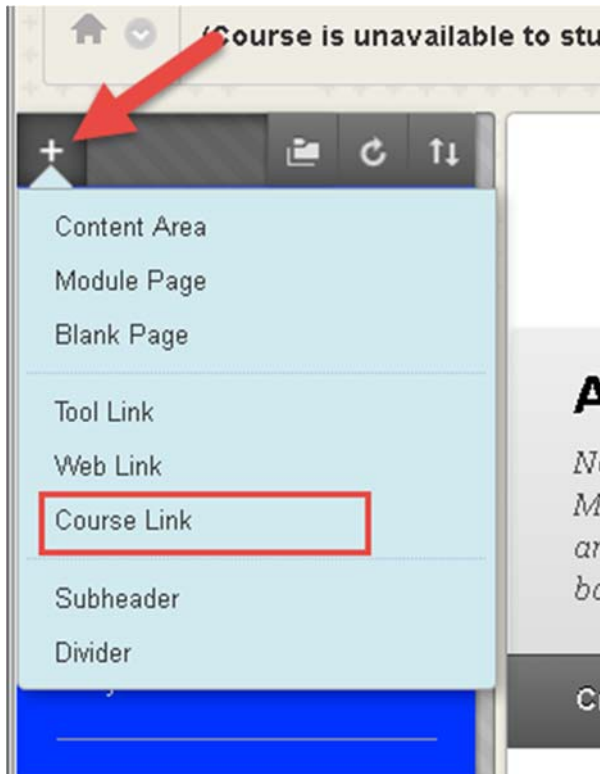 (Course is unavailable to stu
+
Content Area
Module Page
Blank Page
Tool Link
Web Link
Course Link
Subheader
Divider
A
N
M
a
b
C